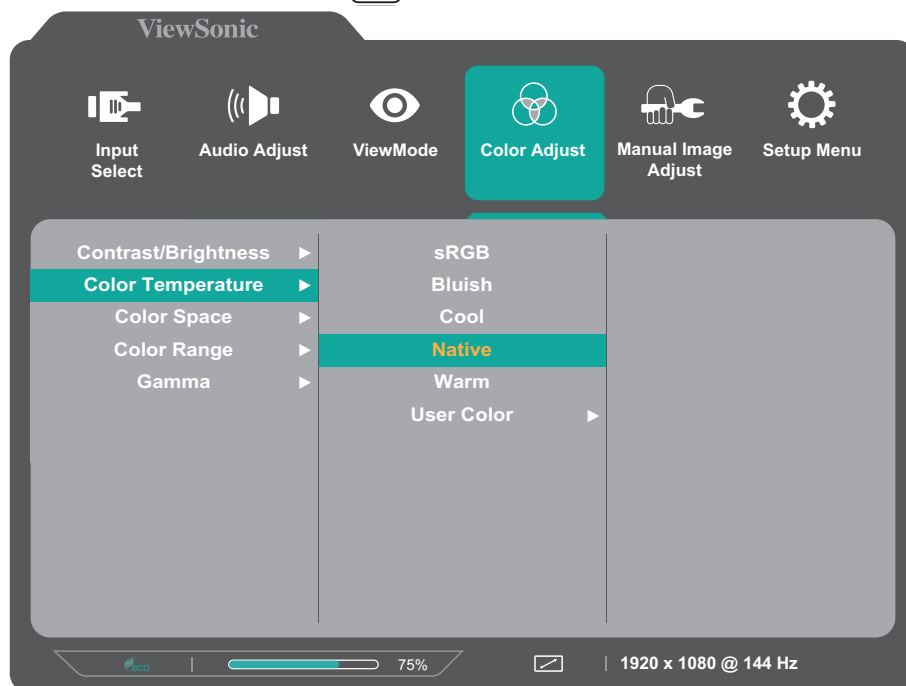 ViewSonic
Input Select
Audio Adjust
ViewMode
Color Adjust
Manual Image Adjust
Setup Menu
Contrast/Brightness
Color Temperature
Color Space
Color Range
Gamma
sRGB
Bluish
Cool
Native
Warm
User Color
eco
75%
1920 x 1080 @ 144 Hz